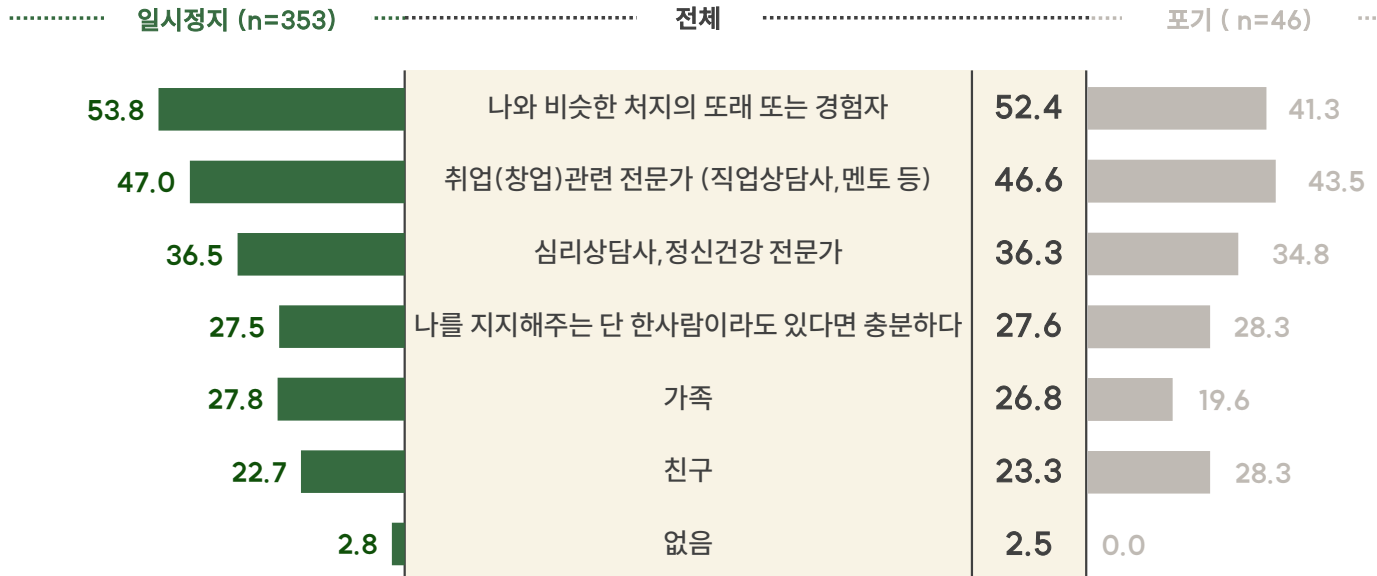 일시정지 (n=353) 전체 포기 ( n=46)
53.8 나와 비슷한 처지의 또래 또는 경험자 52.4 41.3
47.0 취업(창업)관련 전문가 (직업상담사,멘토 등) 46.6 43.5
36.5 심리상담사,정신건강 전문가 36.3 34.8
27.5 나를 지지해주는 단 한사람이라도 있다면 충분하다 27.6 28.3
27.8 가족 26.8 19.6
22.7 친구 23.3 28.3
2.8 없음 2.5 0.0